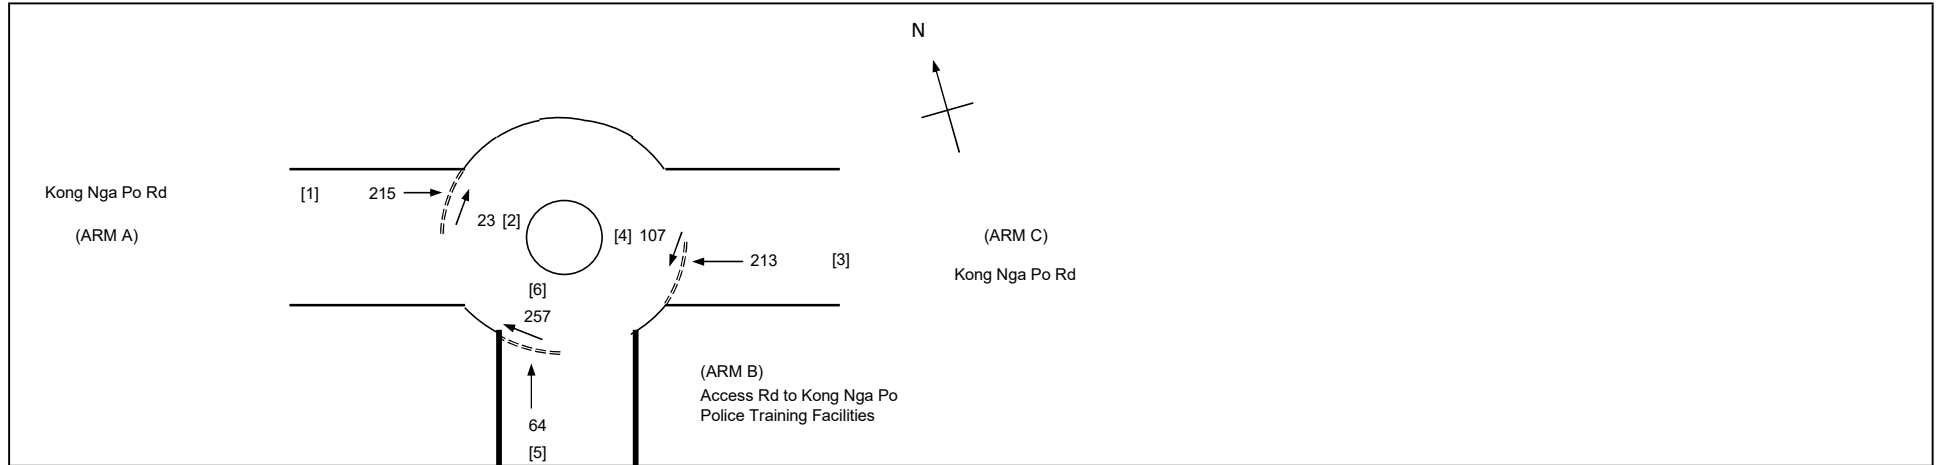 N
Kong Nga Po Rd
[1] 215
23 [2]
[4] 107
(ARM A)
(ARM C)
213 [3]
Kong Nga Po Rd
[6]
257
(ARM B)
Access Rd to Kong Nga Po
Police Training Facilities
64
[5]